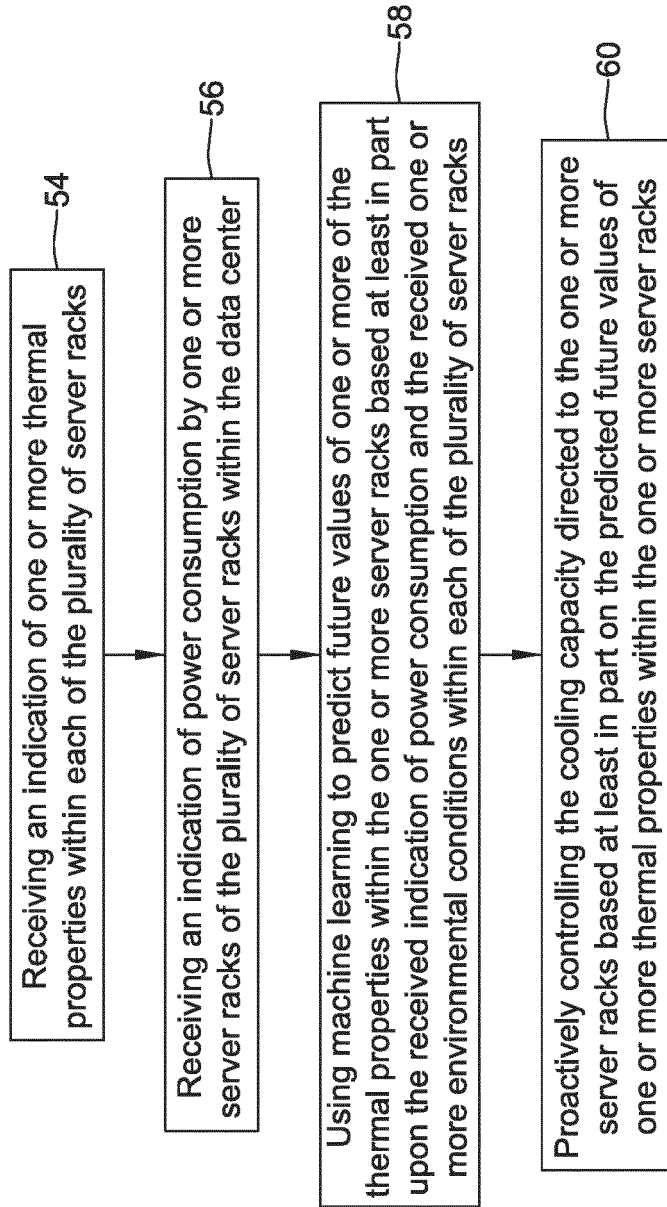 Receiving an indication of one or more thermal
properties within each of the plurality of server racks
54
Receiving an indication of power consumption by one or more
server racks of the plurality of server racks within the data center
56
Using machine learning to predict future values of one or more of the
thermal properties within the one or more server racks based at least in part
upon the received indication of power consumption and the received one or
more environmental conditions within each of the plurality of server racks
58
Proactively controlling the cooling capacity directed to the one or more
server racks based at least in part on the predicted future values of
one or more thermal properties within the one or more server racks
60